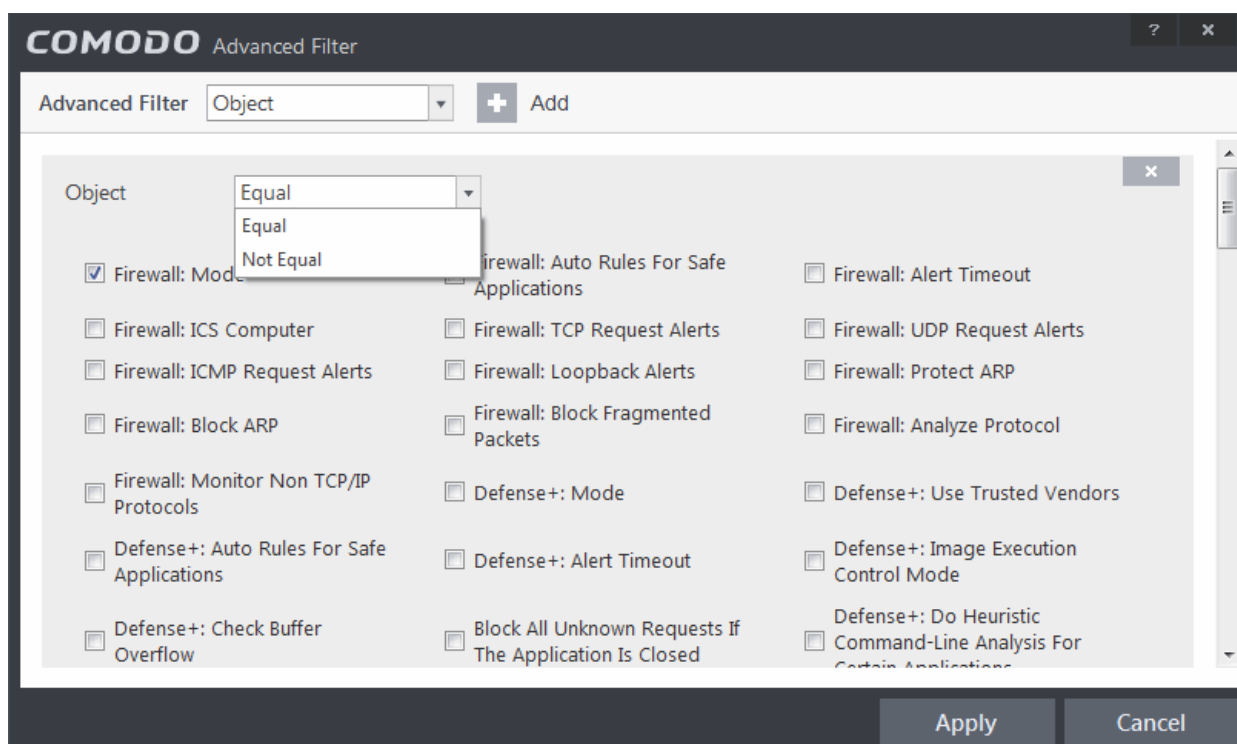 COMODO Advanced Filter ? ×
Advanced Filter Object + Add
×
Object Equal
Equal
Not Equal
Firewall: Firewall: Auto Rules For Safe Applications Firewall: Alert Timeout
Firewall: ICS Computer Firewall: TCP Request Alerts Firewall: UDP Request Alerts
Firewall: ICMP Request Alerts Firewall: Loopback Alerts Firewall: Protect ARP
Firewall: Block ARP Firewall: Block Fragmented Packets Firewall: Analyze Protocol
Firewall: Monitor Non TCP/IP Protocols Defense+: Mode Defense+: Use Trusted Vendors
Defense+: Auto Rules For Safe Applications Defense+: Alert Timeout Defense+: Image Execution Control Mode
Defense+: Check Buffer Overflow Block All Unknown Requests If The Application Is Closed Defense+: Do Heuristic Command-Line Analysis For Certain Applications
Apply Cancel